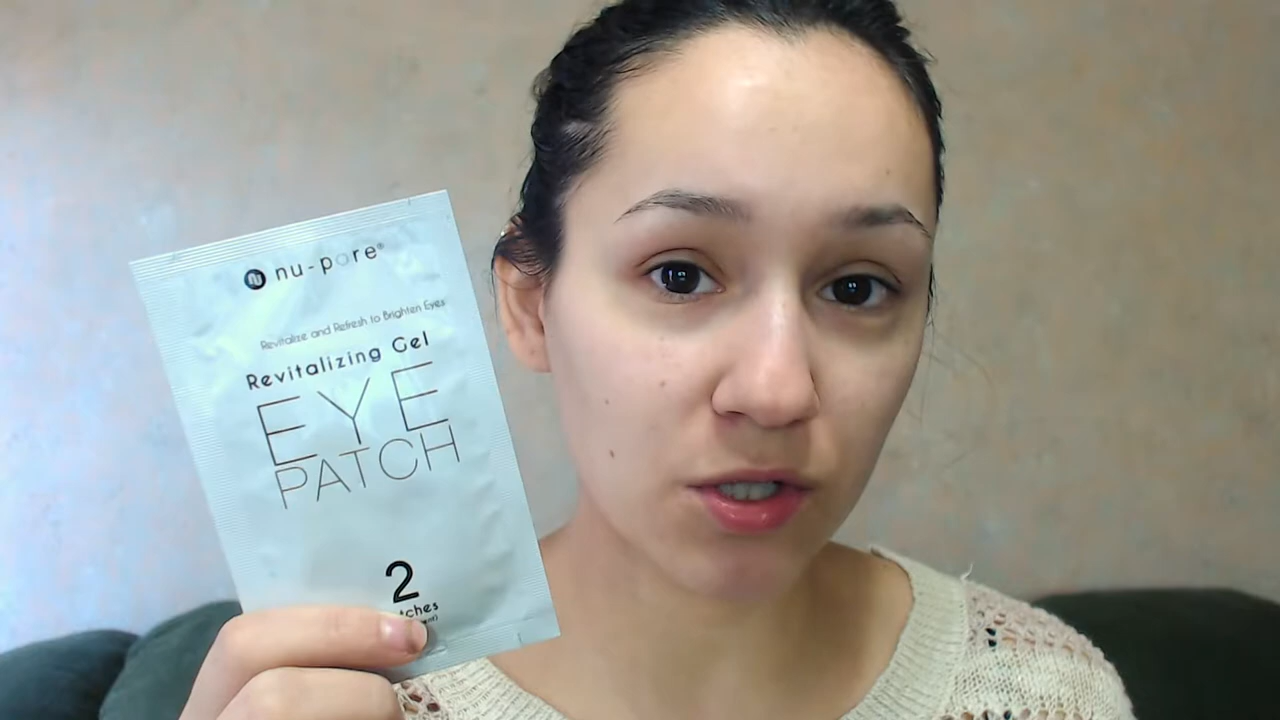 nu-pore®
Revitalize and Refresh to Brighten Eyes
Revitalizing Gel
EYE
PATCH
2